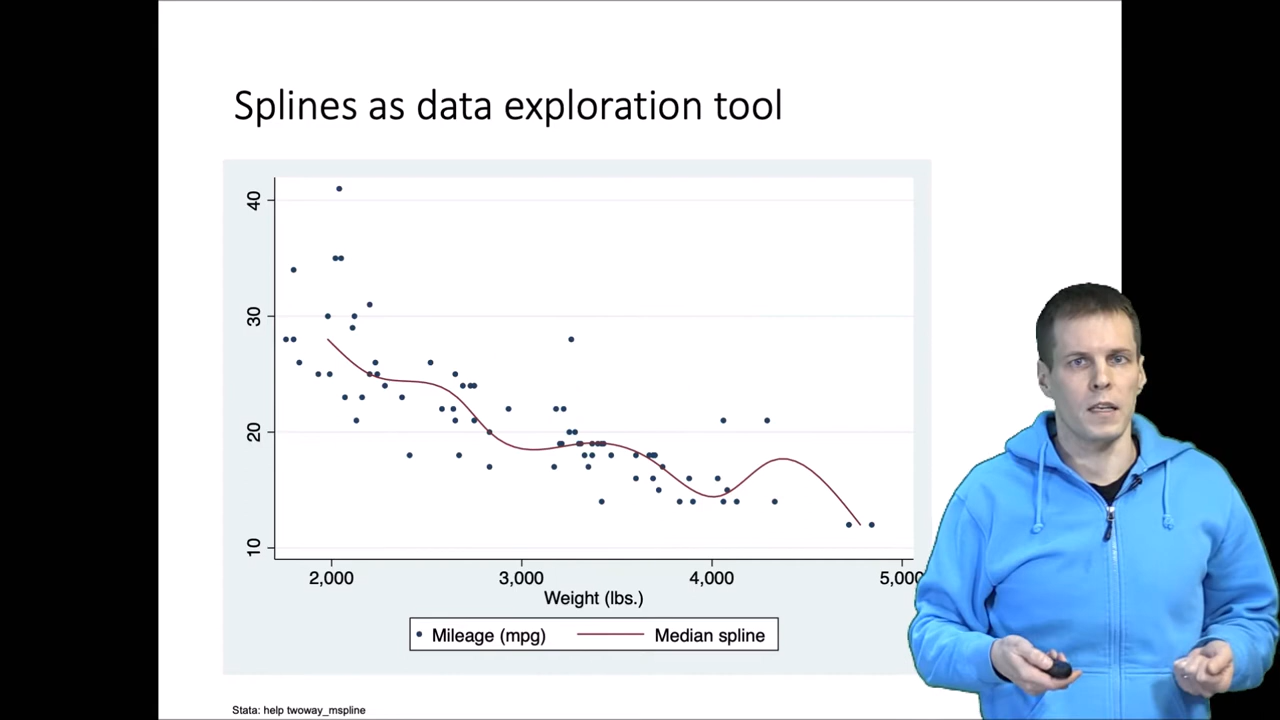 Splines as data exploration tool
40
30
20
10
2,000 3,000 4,000 5,000
Weight (lbs.)
Mileage (mpg) Median spline
Stata: help twoway_mspline